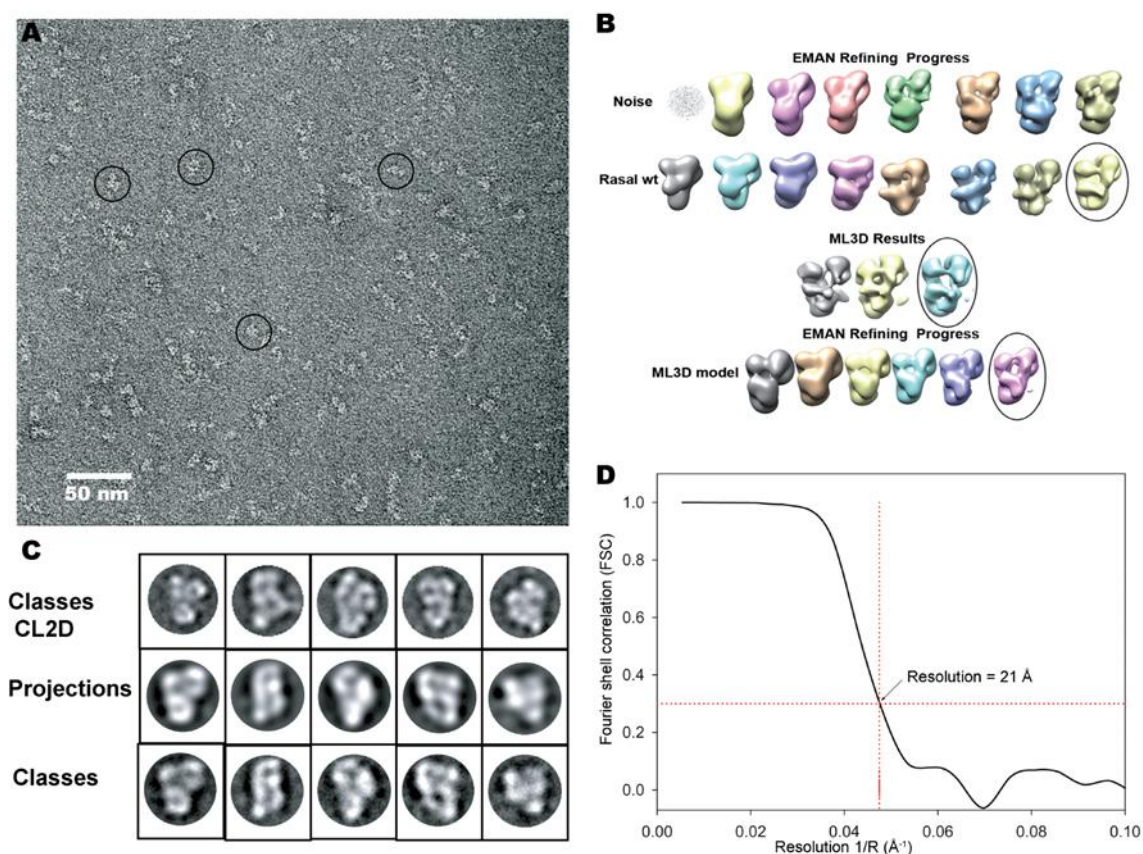 A
50 nm
B
EMAN Refining Progress
Noise
Rasal wt
ML3D Results
EMAN Refining Progress
ML3D model
C
Classes
CL2D
Projections
Classes
D
Fourier shell correlation (FSC)
1.0
0.8
0.6
0.4
0.2
0.0
Resolution = 21 Å
0.00 0.02 0.04 0.06 0.08 0.10
Resolution 1/R (Å⁻¹)